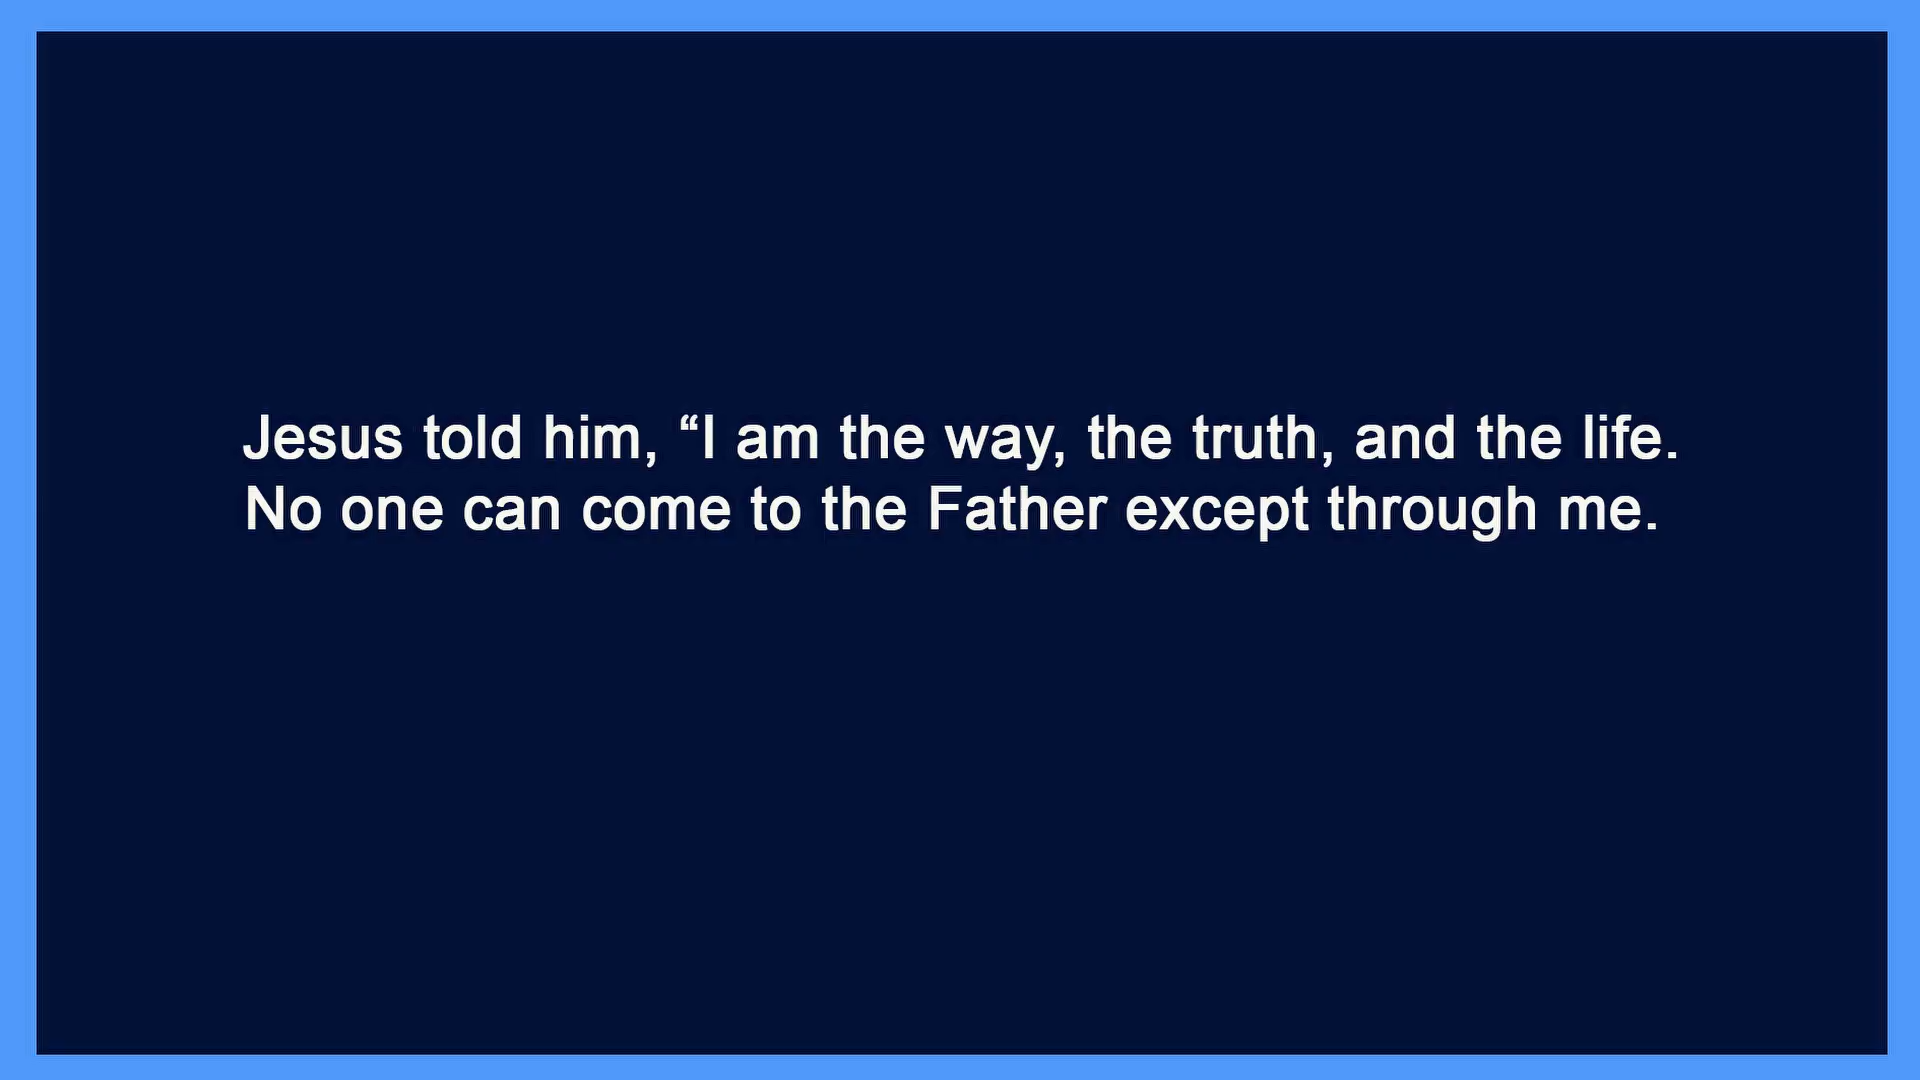 Jesus told him, “I am the way, the truth, and the life.
No one can come to the Father except through me.